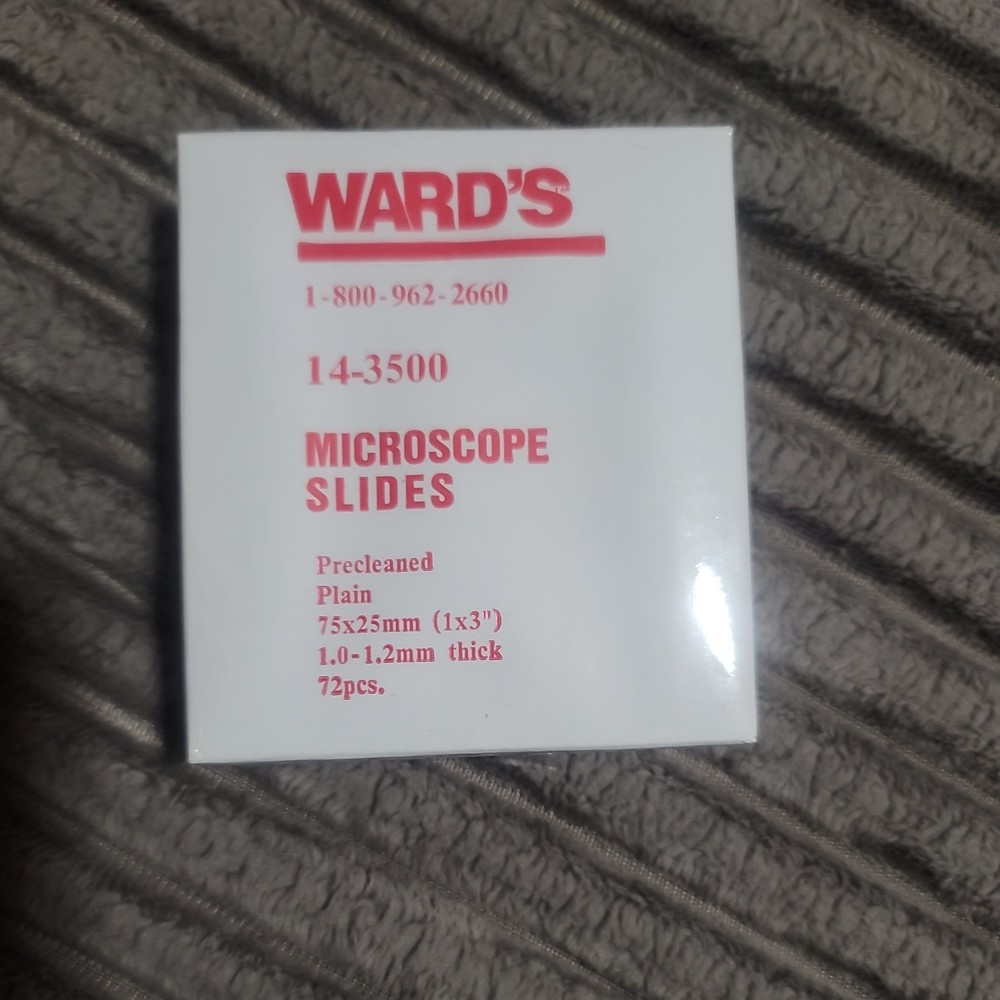 WARD'S™
1-800-962-2660
14-3500
MICROSCOPE
SLIDES
Precleaned
Plain
75x25mm (1x3")
1.0-1.2mm thick
72pcs.